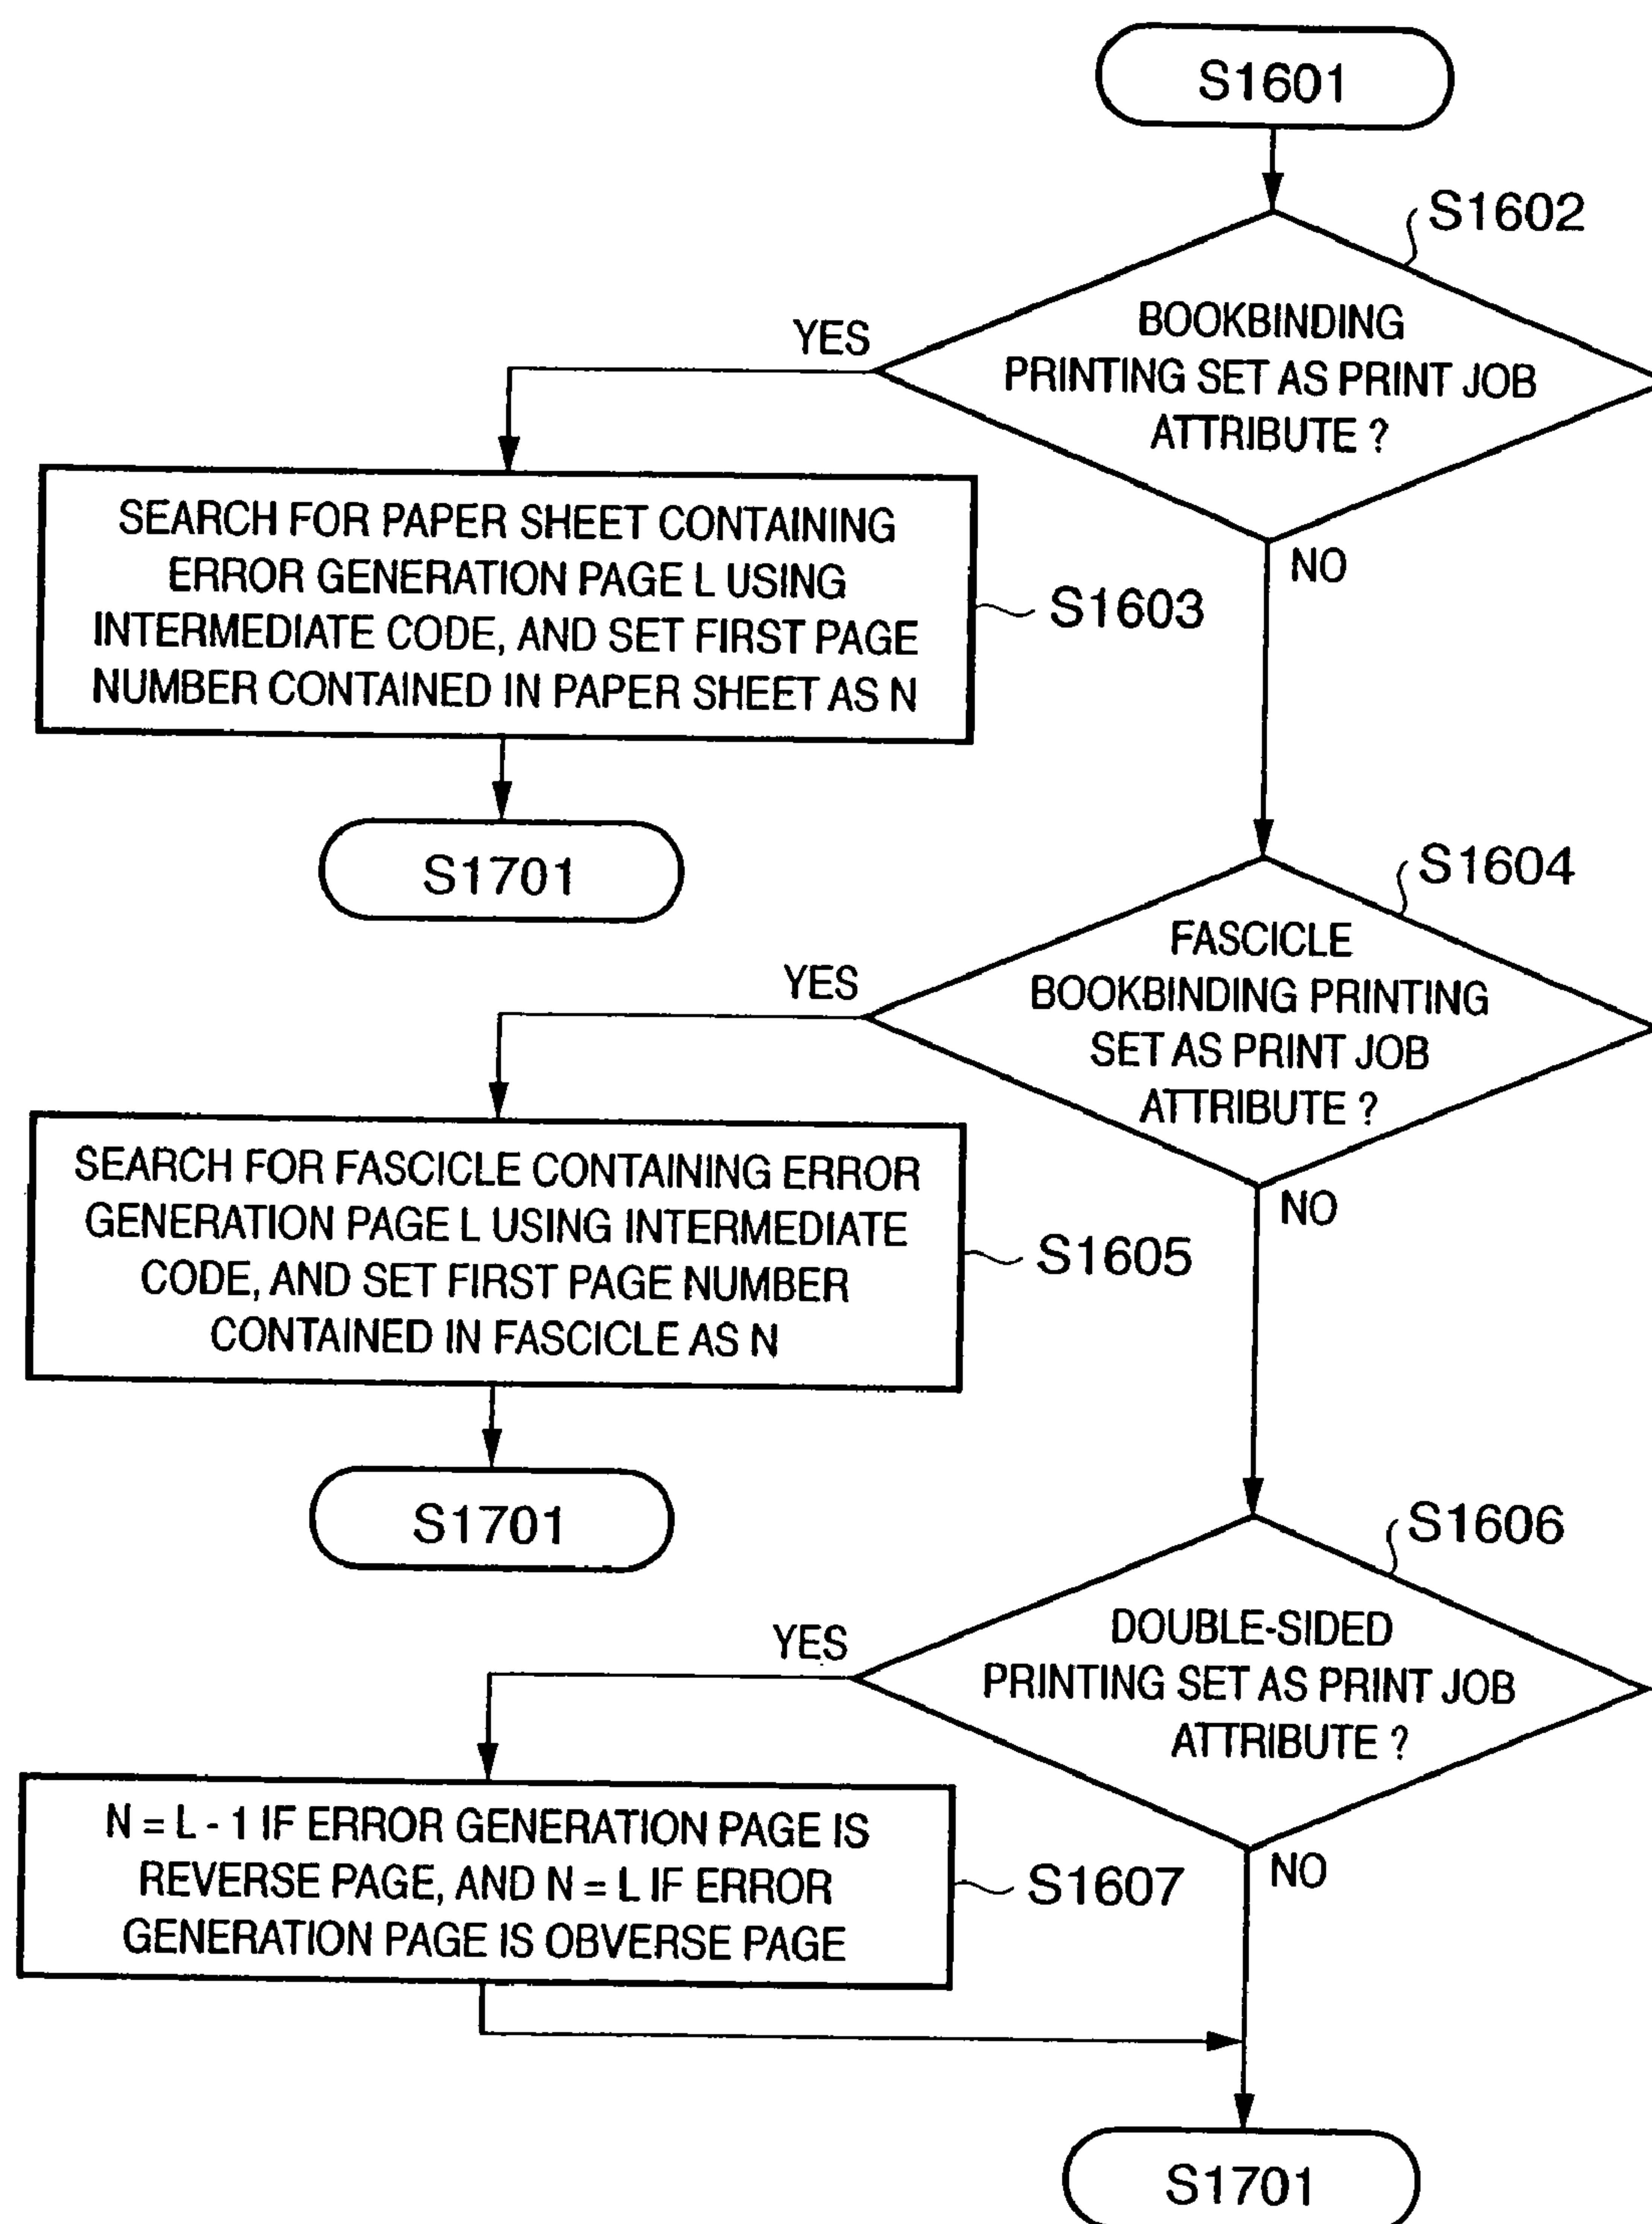 S1601
S1602
BOOKBINDING
PRINTING SET AS PRINT JOB
ATTRIBUTE ?
YES
NO
SEARCH FOR PAPER SHEET CONTAINING
ERROR GENERATION PAGE L USING
INTERMEDIATE CODE, AND SET FIRST PAGE
NUMBER CONTAINED IN PAPER SHEET AS N
S1603
S1701
S1604
FASCICLE
BOOKBINDING PRINTING
SET AS PRINT JOB
ATTRIBUTE ?
YES
NO
SEARCH FOR FASCICLE CONTAINING ERROR
GENERATION PAGE L USING INTERMEDIATE
CODE, AND SET FIRST PAGE NUMBER
CONTAINED IN FASCICLE AS N
S1605
S1701
S1606
DOUBLE-SIDED
PRINTING SET AS PRINT JOB
ATTRIBUTE ?
YES
NO
N = L - 1 IF ERROR GENERATION PAGE IS
REVERSE PAGE, AND N = L IF ERROR
GENERATION PAGE IS OBVERSE PAGE
S1607
S1701